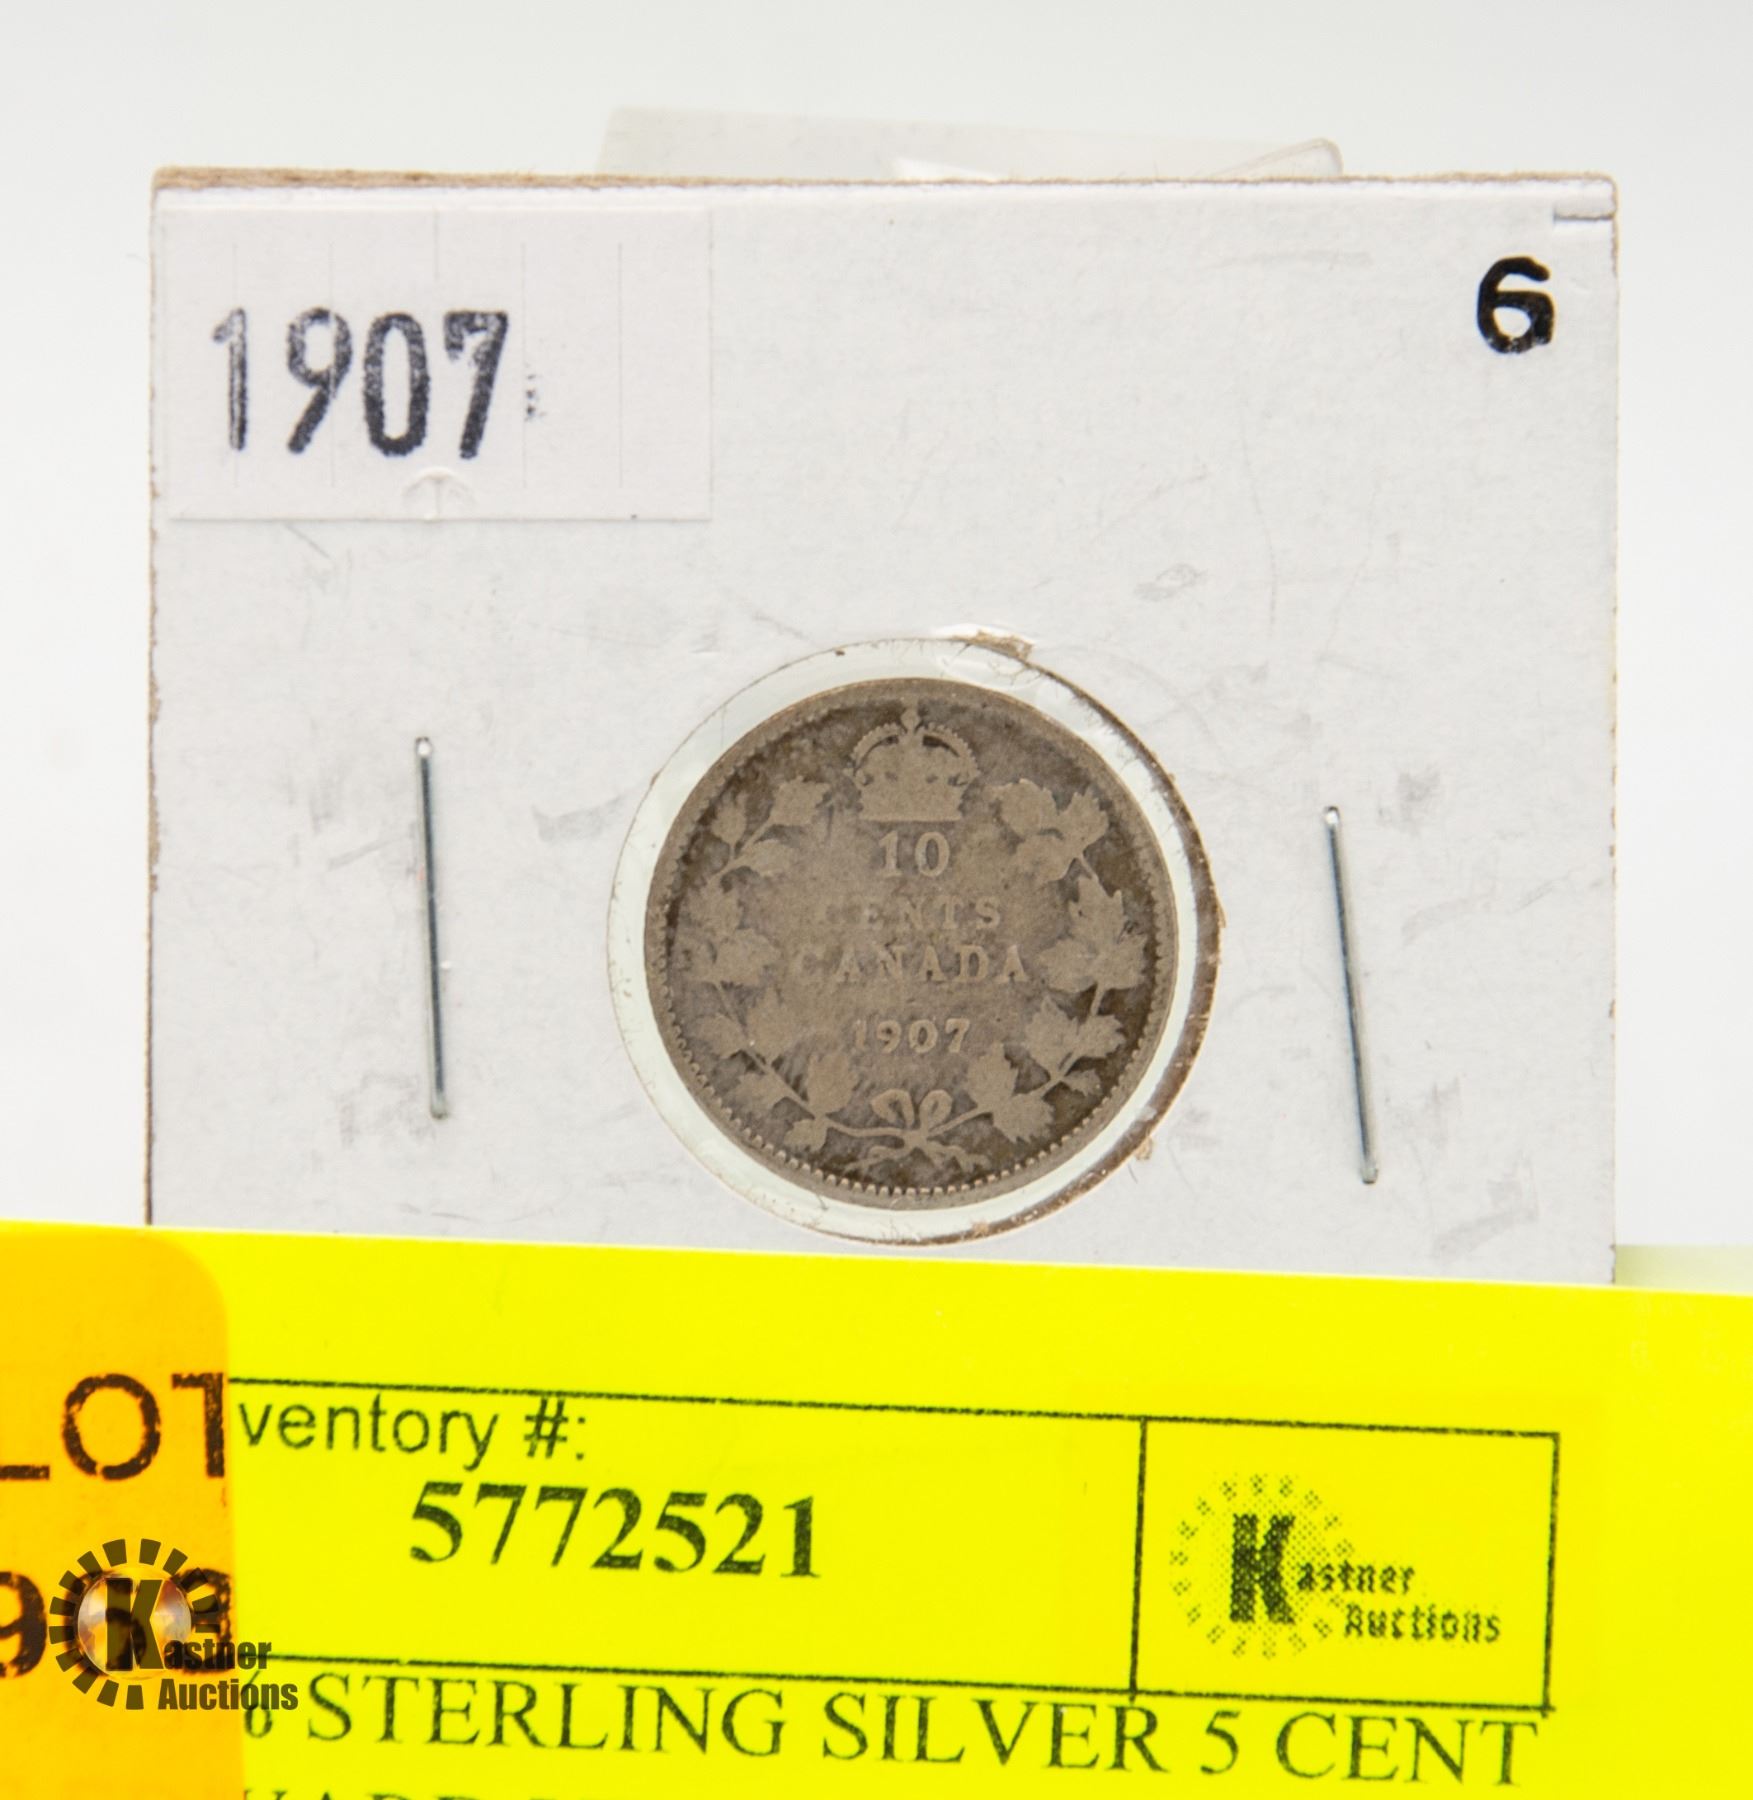 1907
6
10
CENTS
CANADA
1907
LOT
ventory #:
5772521
Kastner
Auctions
Kastner
Auctions
% STERLING SILVER 5 CENT